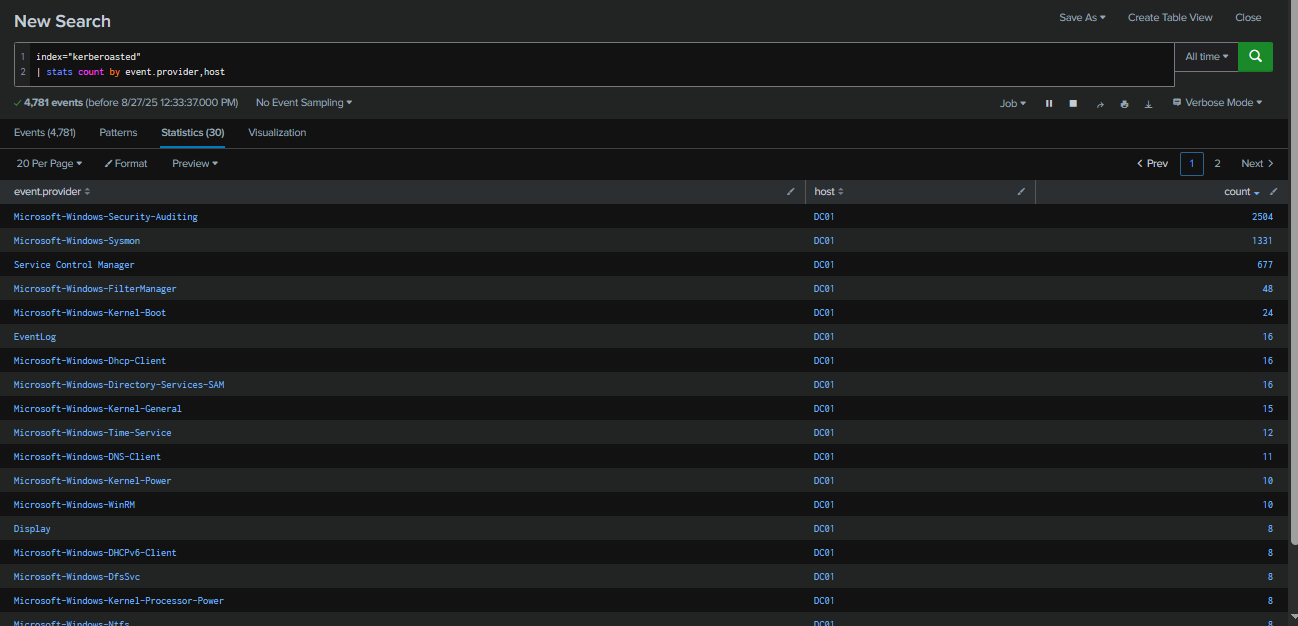 New Search
Save As Create Table View Close
1 index="kerberoasted"
2 | stats count by event.provider,host
All time
4,781 events (before 8/27/25 12:33:37.000 PM) No Event Sampling
Job Verbose Mode
Events (4,781) Patterns Statistics (30) Visualization
20 Per Page Format Preview
< Prev 1 2 Next >
event.provider host count
Microsoft-Windows-Security-Auditing DC01 2504
Microsoft-Windows-Sysmon DC01 1331
Service Control Manager DC01 677
Microsoft-Windows-FilterManager DC01 48
Microsoft-Windows-Kernel-Boot DC01 24
EventLog DC01 16
Microsoft-Windows-Dhcp-Client DC01 16
Microsoft-Windows-Directory-Services-SAM DC01 16
Microsoft-Windows-Kernel-General DC01 15
Microsoft-Windows-Time-Service DC01 12
Microsoft-Windows-DNS-Client DC01 11
Microsoft-Windows-Kernel-Power DC01 10
Microsoft-Windows-WinRM DC01 10
Display DC01 8
Microsoft-Windows-DHCPv6-Client DC01 8
Microsoft-Windows-DfsSvc DC01 8
Microsoft-Windows-Kernel-Processor-Power DC01 8
Microsoft-Windows-Ntfs DC01 8